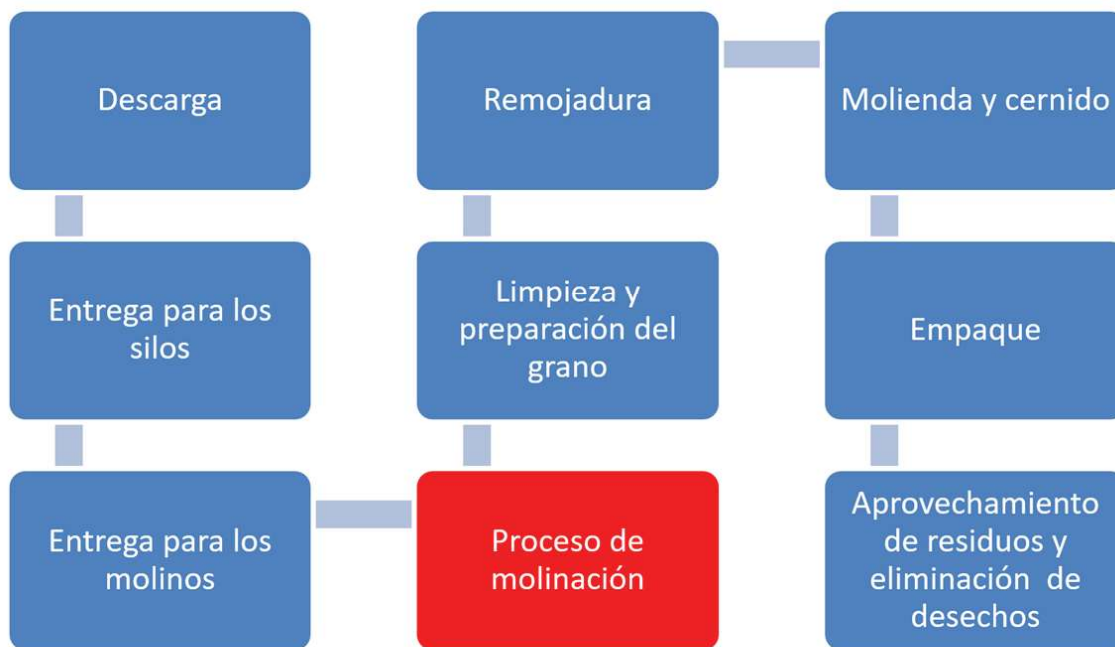 Descarga
Entrega para los
silos
Entrega para los
molinos
Proceso de
molinación
Limpieza y
preparación del
grano
Remojadura
Molienda y cernido
Empaque
Aprovechamiento
de residuos y
eliminación de
desechos